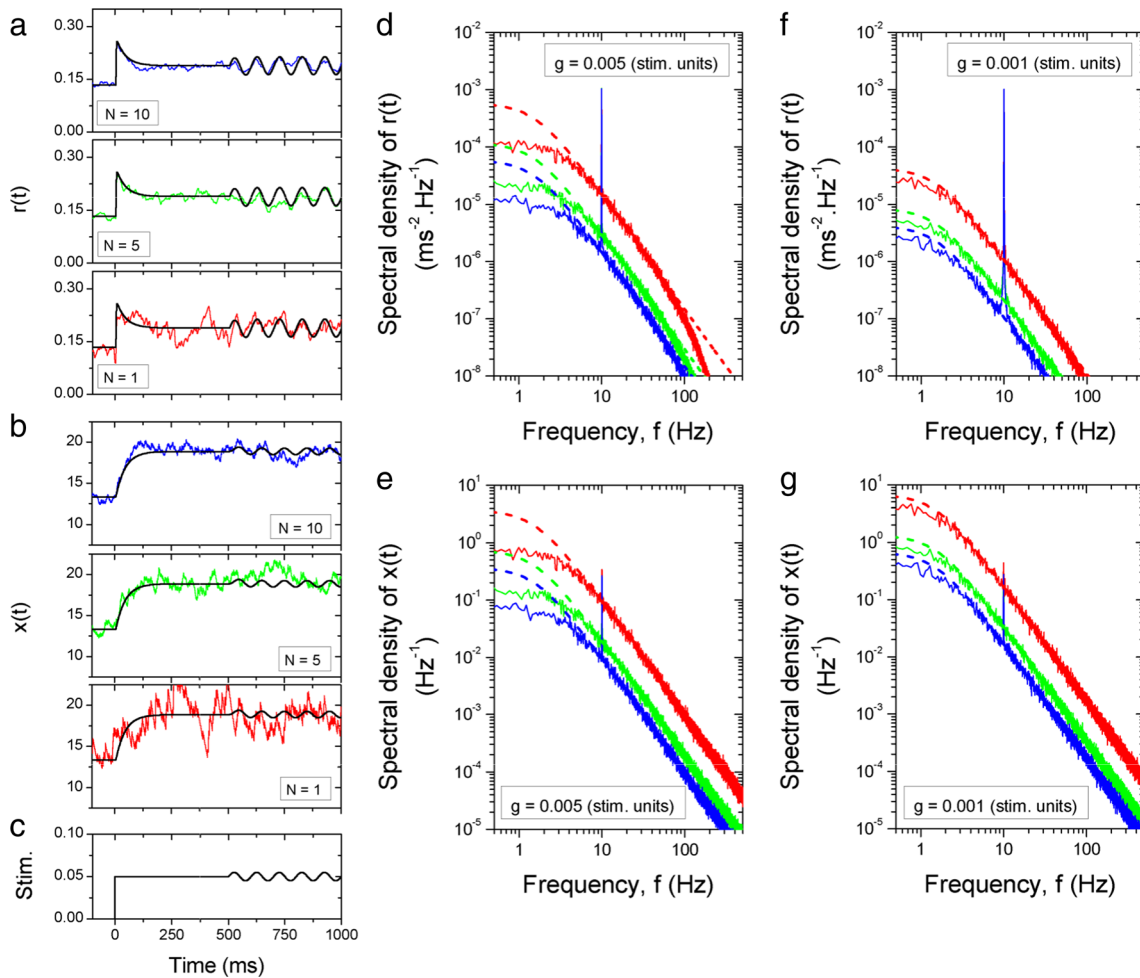 a
r(t)
0.30
0.15
0.00
N = 10
0.30
0.15
0.00
N = 5
0.30
0.15
0.00
N = 1
b
x(t)
20
15
10
N = 10
20
15
10
N = 5
20
15
10
N = 1
c
Stim.
0.10
0.05
0.00
0 250 500 750 1000
Time (ms)
d
Spectral density of r(t)
(ms⁻².Hz⁻¹)
10⁻²
10⁻³
10⁻⁴
10⁻⁵
10⁻⁶
10⁻⁷
10⁻⁸
g = 0.005 (stim. units)
1 10 100
Frequency, f (Hz)
e
Spectral density of x(t)
(Hz⁻¹)
10¹
10⁰
10⁻¹
10⁻²
10⁻³
10⁻⁴
10⁻⁵
g = 0.005 (stim. units)
1 10 100
Frequency, f (Hz)
f
Spectral density of r(t)
(ms⁻².Hz⁻¹)
10⁻²
10⁻³
10⁻⁴
10⁻⁵
10⁻⁶
10⁻⁷
10⁻⁸
g = 0.001 (stim. units)
1 10 100
Frequency, f (Hz)
g
Spectral density of x(t)
(Hz⁻¹)
10¹
10⁰
10⁻¹
10⁻²
10⁻³
10⁻⁴
10⁻⁵
g = 0.001 (stim. units)
1 10 100
Frequency, f (Hz)